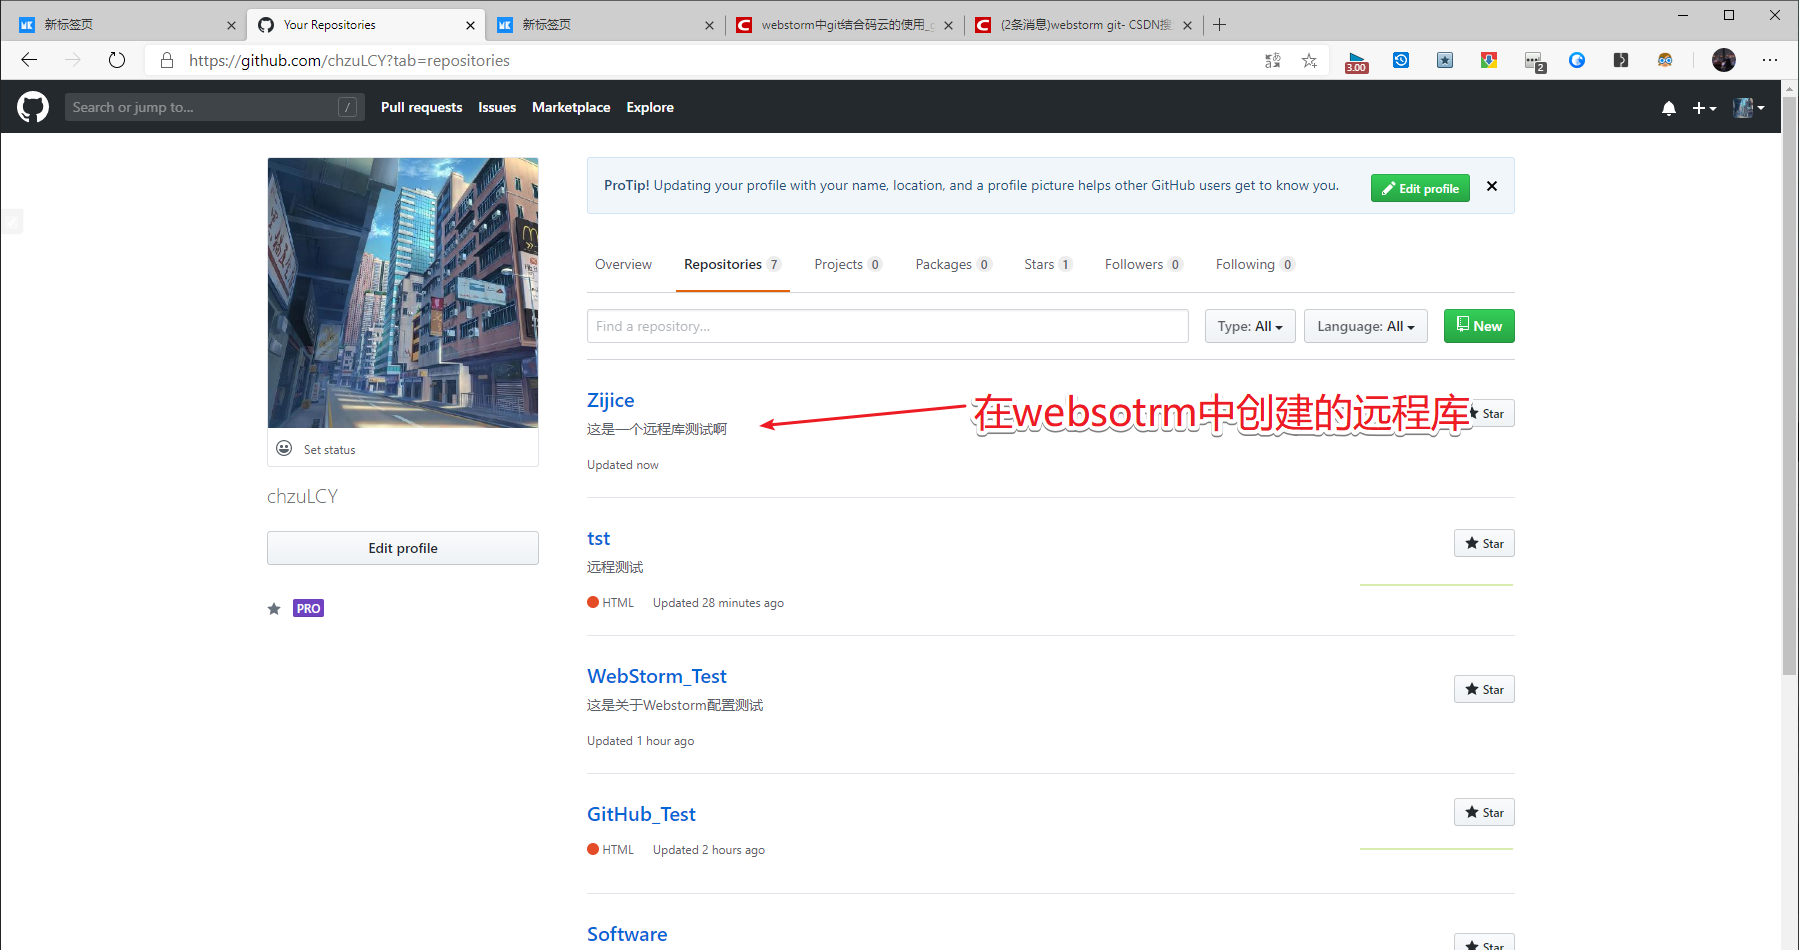 新标签页
Your Repositories
新标签页
webstorm中git结合码云的使用_
(2条消息)webstorm git- CSDN搜
https://github.com/chzuLCY?tab=repositories
3.00
2
Search or jump to...
/
Pull requests
Issues
Marketplace
Explore
ProTip! Updating your profile with your name, location, and a profile picture helps other GitHub users get to know you.
Edit profile
Overview
Repositories 7
Projects 0
Packages 0
Stars 1
Followers 0
Following 0
Find a repository...
Type: All
Language: All
New
Set status
chzuLCY
Edit profile
PRO
Zijice
这是一个远程库测试啊
Updated now
在websotrm中创建的远程库
Star
tst
远程测试
HTML Updated 28 minutes ago
Star
WebStorm_Test
这是关于Webstorm配置测试
Updated 1 hour ago
Star
GitHub_Test
HTML Updated 2 hours ago
Star
Software
Star